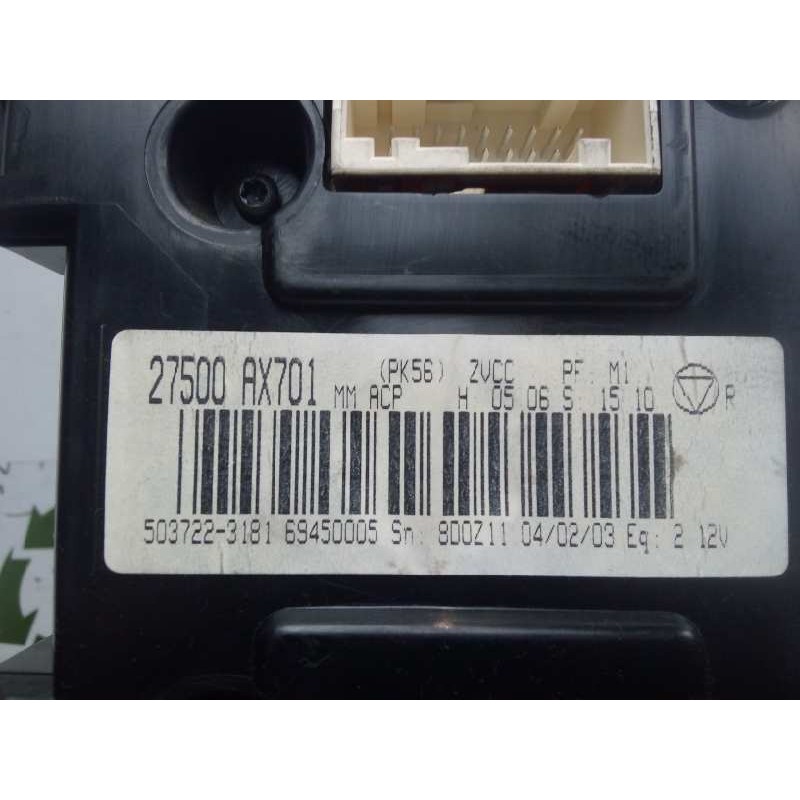 27500 AX701 (PK56) ZVCC PF: M1
MM ACP H 05 06 S 15 10 R
503722-3181 69450005 Sn: 8D0Z11 04/02/03 Eq: 2 12V